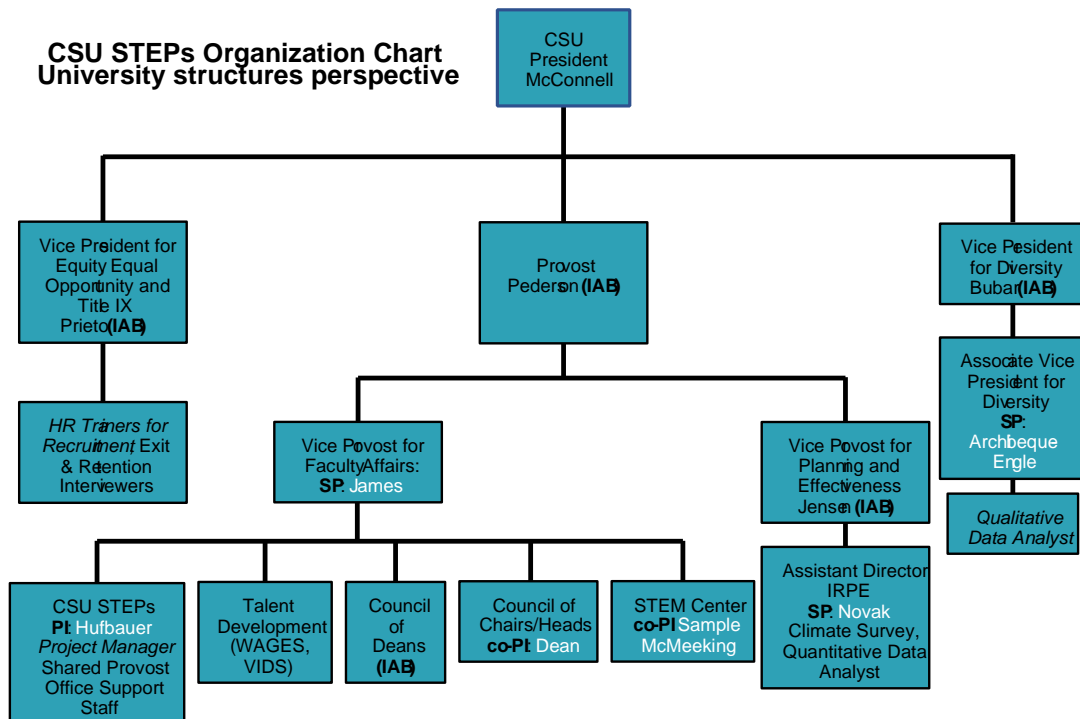 CSU STEPs Organization Chart
University structures perspective
CSU
President
McConnell
Vice President for
Equity Equal
Opportunity and
Title IX
Prieto (IAB)
Provost
Pederson (IAB)
Vice President
for Diversity
Bubar (IAB)
HR Trainers for
Recruitment, Exit
& Retention
Interviewers
Associate Vice
President for
Diversity
SP:
Archibeque
Engle
Vice Provost for
Faculty Affairs:
SP: James
Vice Provost for
Planning and
Effectiveness
Jensen (IAB)
Qualitative
Data Analyst
CSU STEPs
PI: Hufbauer
Project Manager
Shared Provost
Office Support
Staff
Talent
Development
(WAGES,
VIDS)
Council
of
Deans
(IAB)
Council of
Chairs/Heads
co-PI: Dean
STEM Center
co-PI Sample
McMeeking
Assistant Director
IRPE
SP: Novak
Climate Survey,
Quantitative Data
Analyst